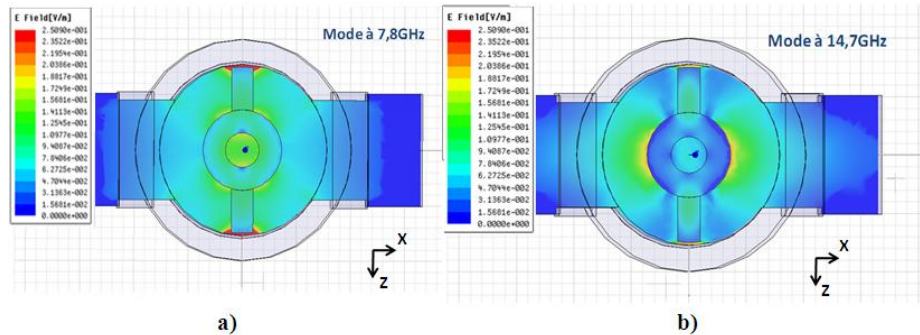 E Field[V/m]
2.5090e-001
2.3522e-001
2.1954e-001
2.0386e-001
1.8817e-001
1.7249e-001
1.5681e-001
1.4113e-001
1.2545e-001
1.0977e-001
9.4087e-002
7.8406e-002
6.2725e-002
4.7044e-002
3.1363e-002
1.5681e-002
0.0000e+000
Mode à 7,8GHz
X
Z
a)
E Field[V/m]
2.5090e-001
2.3522e-001
2.1954e-001
2.0386e-001
1.8817e-001
1.7249e-001
1.5681e-001
1.4113e-001
1.2545e-001
1.0977e-001
9.4087e-002
7.8406e-002
6.2725e-002
4.7044e-002
3.1363e-002
1.5681e-002
0.0000e+000
Mode à 14,7GHz
X
Z
b)